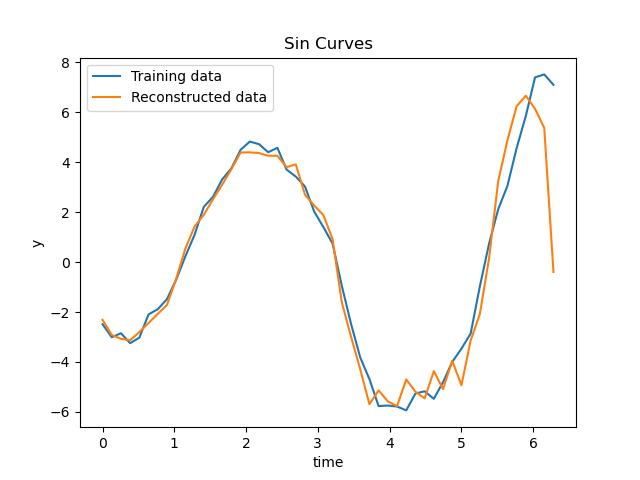 Sin Curves
Training data
Reconstructed data
y
8
6
4
2
0
−2
−4
−6
0 1 2 3 4 5 6
time